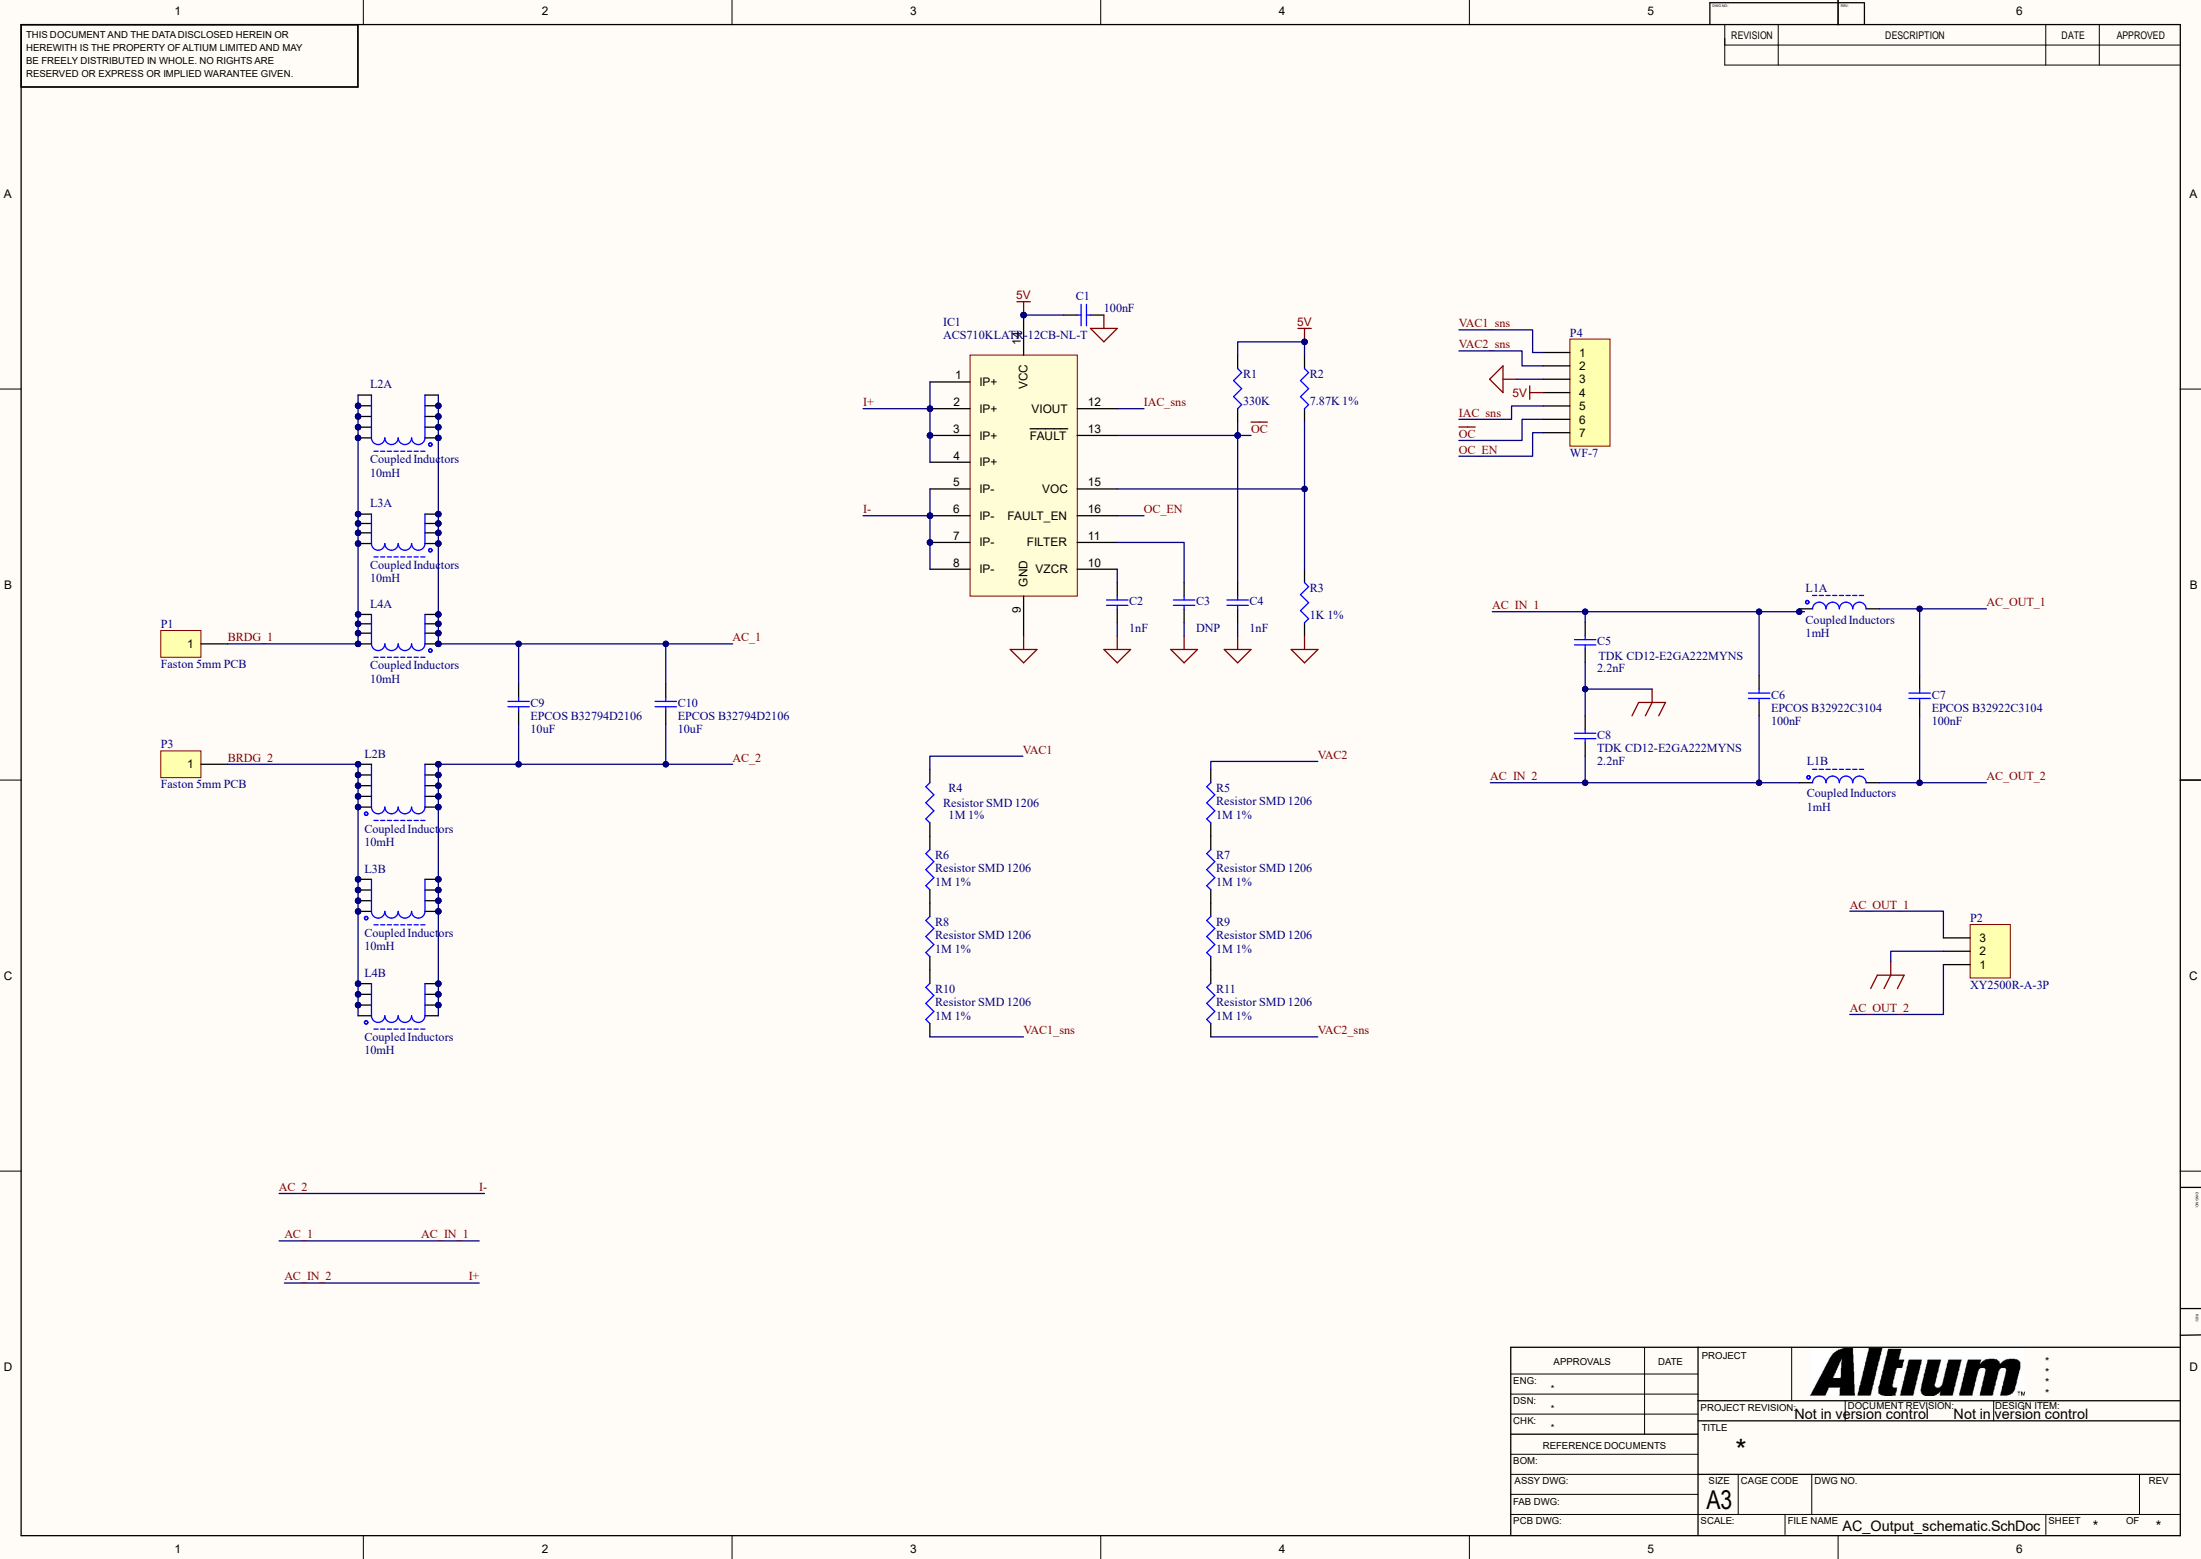 1 2 3 4 5 6
THIS DOCUMENT AND THE DATA DISCLOSED HEREIN OR
HEREWITH IS THE PROPERTY OF ALTIUM LIMITED AND MAY
BE FREELY DISTRIBUTED IN WHOLE. NO RIGHTS ARE
RESERVED OR EXPRESS OR IMPLIED WARANTEE GIVEN.
REVISION DESCRIPTION DATE APPROVED
A A
B B
C C
D D
L2A
Coupled Inductors
10mH
L3A
Coupled Inductors
10mH
L4A
Coupled Inductors
10mH
P1
1
Faston 5mm PCB
BRDG_1
AC_1
C9
EPCOS B32794D2106
10uF
C10
EPCOS B32794D2106
10uF
P3
1
Faston 5mm PCB
BRDG_2
AC_2
L2B
Coupled Inductors
10mH
L3B
Coupled Inductors
10mH
L4B
Coupled Inductors
10mH
AC_2 I-
AC_1 AC_IN_1
AC_IN_2 I+
5V
C1
100nF
IC1
ACS710KLATR-12CB-NL-T
14
VCC
I+
I-
1 IP+
2 IP+
3 IP+
4 IP+
5 IP-
6 IP-
7 IP-
8 IP-
VIOUT 12 IAC_sns
FAULT 13 OC
VOC 15
FAULT_EN 16 OC_EN
FILTER 11
VZCR 10
GND
9
5V
R1
330K
R2
7.87K 1%
R3
1K 1%
C2
1nF
C3
DNP
C4
1nF
VAC1
R4
Resistor SMD 1206
1M 1%
R6
Resistor SMD 1206
1M 1%
R8
Resistor SMD 1206
1M 1%
R10
Resistor SMD 1206
1M 1%
VAC1_sns
VAC2
R5
Resistor SMD 1206
1M 1%
R7
Resistor SMD 1206
1M 1%
R9
Resistor SMD 1206
1M 1%
R11
Resistor SMD 1206
1M 1%
VAC2_sns
VAC1_sns
VAC2_sns
5V
IAC_sns
OC
OC_EN
P4
1
2
3
4
5
6
7
WF-7
AC_IN_1
C5
TDK CD12-E2GA222MYNS
2.2nF
C8
TDK CD12-E2GA222MYNS
2.2nF
AC_IN_2
L1A
Coupled Inductors
1mH
AC_OUT_1
C6
EPCOS B32922C3104
100nF
C7
EPCOS B32922C3104
100nF
L1B
Coupled Inductors
1mH
AC_OUT_2
AC_OUT_1
P2
3
2
1
XY2500R-A-3P
AC_OUT_2
APPROVALS DATE
ENG: *
DSN: *
CHK: *
REFERENCE DOCUMENTS
BOM:
ASSY DWG:
FAB DWG:
PCB DWG:
PROJECT
Altium ™
*
*
*
*
PROJECT REVISION: Not in version control
DOCUMENT REVISION: Not in version control
DESIGN ITEM:
TITLE
*
SIZE A3
CAGE CODE
DWG NO.
REV
SCALE:
FILE NAME AC_Output_schematic.SchDoc
SHEET * OF *
1 2 3 4 5 6